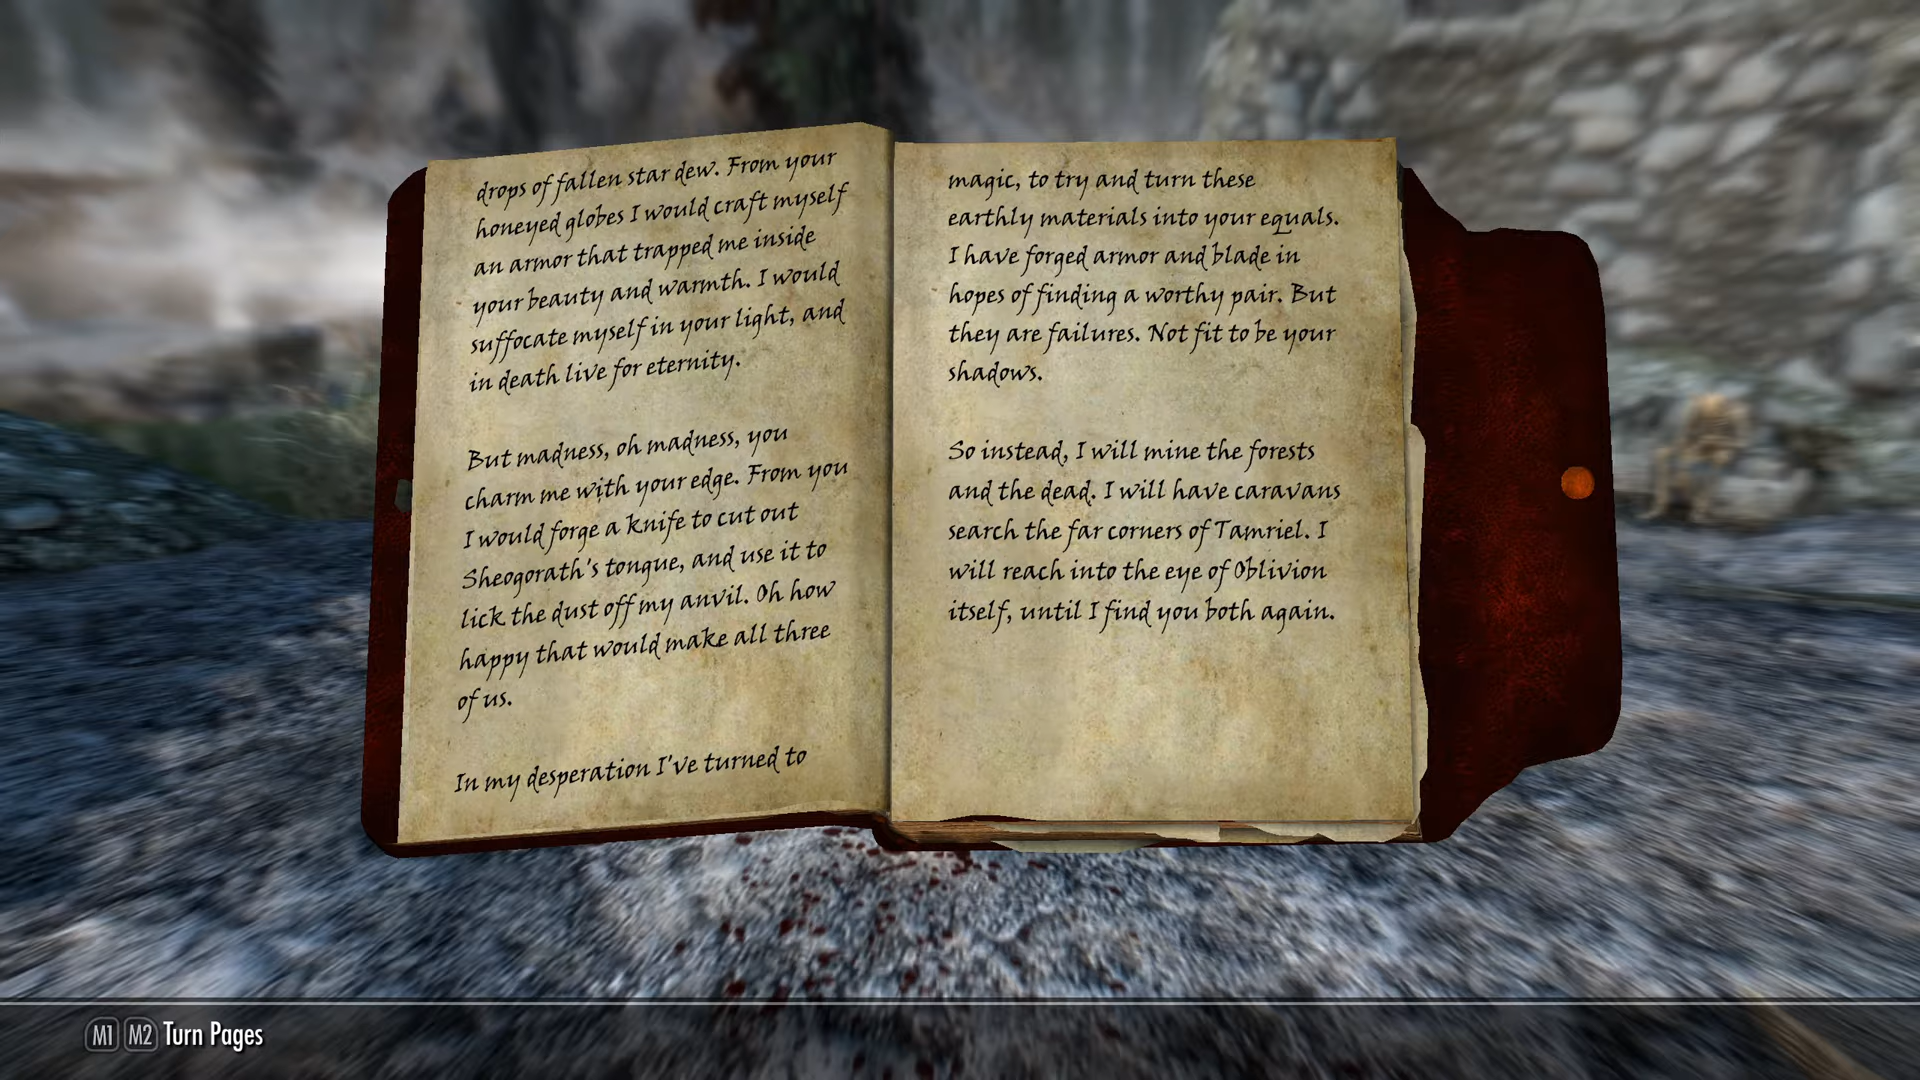 drops of fallen star dew. From your
honeyed globes I would craft myself
an armor that trapped me inside
your beauty and warmth. I would
suffocate myself in your light, and
in death live for eternity.
But madness, oh madness, you
charm me with your edge. From you
I would forge a knife to cut out
Sheogorath's tongue, and use it to
lick the dust off my anvil. Oh how
happy that would make all three
of us.
In my desperation I've turned to
magic, to try and turn these
earthly materials into your equals.
I have forged armor and blade in
hopes of finding a worthy pair. But
they are failures. Not fit to be your
shadows.
So instead, I will mine the forests
and the dead. I will have caravans
search the far corners of Tamriel. I
will reach into the eye of Oblivion
itself, until I find you both again.
M1 M2 Turn Pages